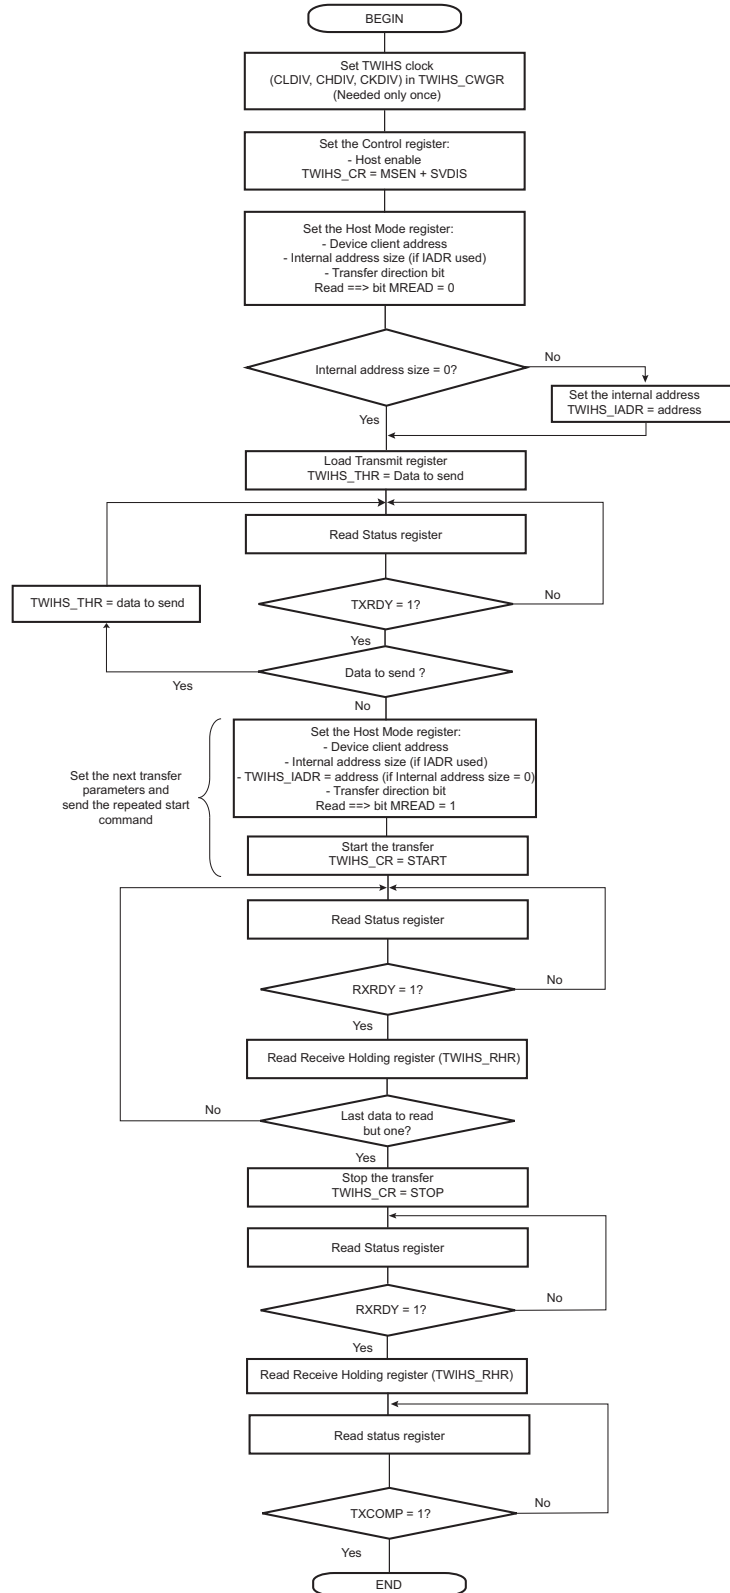 BEGIN
Set TWIHS clock
(CLDIV, CHDIV, CKDIV) in TWIHS_CWGR
(Needed only once)
Set the Control register:
- Host enable
TWIHS_CR = MSEN + SVDIS
Set the Host Mode register:
- Device client address
- Internal address size (if IADR used)
- Transfer direction bit
Read ==> bit MREAD = 0
Internal address size = 0?
No
Set the internal address
TWIHS_IADR = address
Yes
Load Transmit register
TWIHS_THR = Data to send
Read Status register
TWIHS_THR = data to send
TXRDY = 1?
No
Yes
Data to send ?
Yes
No
Set the next transfer
parameters and
send the repeated start
command
Set the Host Mode register:
- Device client address
- Internal address size (if IADR used)
- TWIHS_IADR = address (if Internal address size = 0)
- Transfer direction bit
Read ==> bit MREAD = 1
Start the transfer
TWIHS_CR = START
Read Status register
RXRDY = 1?
No
Yes
Read Receive Holding register (TWIHS_RHR)
No
Last data to read
but one?
Yes
Stop the transfer
TWIHS_CR = STOP
Read Status register
RXRDY = 1?
No
Yes
Read Receive Holding register (TWIHS_RHR)
Read status register
TXCOMP = 1?
No
Yes
END